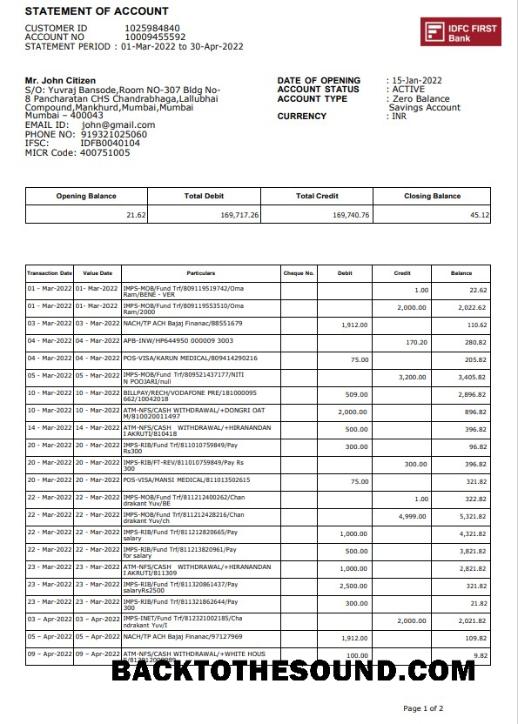 STATEMENT OF ACCOUNT
IDFC FIRST
Bank
CUSTOMER ID 1025984840
ACCOUNT NO 10009455592
STATEMENT PERIOD : 01-Mar-2022 to 30-Apr-2022
Mr. John Citizen
S/O: Yuvraj Bansode,Room NO-307 Bldg No-
8 Pancharatan CHS Chandrabhaga,Lallubhai
Compound,Mankhurd,Mumbai,Mumbai
Mumbai – 400043
EMAIL ID: john@gmail.com
PHONE NO: 919321025060
IFSC: IDFB0040104
MICR Code: 400751005
DATE OF OPENING : 15-Jan-2022
ACCOUNT STATUS : ACTIVE
ACCOUNT TYPE : Zero Balance
Savings Account
CURRENCY : INR
Opening Balance Total Debit Total Credit Closing Balance
21.62 169,717.26 169,740.76 45.12
Transaction Date Value Date Particulars Cheque No. Debit Credit Balance
01 - Mar-2022 01- Mar-2022 IMPS-MOB/Fund Trf/809119519742/Oma 1.00 22.62
Ram/BENE - VER
01 - Mar-2022 01- Mar-2022 IMPS-MOB/Fund Trf/809119553510/Oma 2,000.00 2,022.62
Ram/2000
03 - Mar-2022 03 - Mar-2022 NACH/TP ACH Bajaj Finanac/88551679 1,912.00 110.62
04 - Mar-2022 04 - Mar-2022 APB-INW/HP644950 000009 3003 170.20 280.82
04 - Mar-2022 04 - Mar-2022 POS-VISA/KARUN MEDICAL/809414290216 75.00 205.82
05 - Mar-2022 05 - Mar-2022 IMPS-MOB/Fund Trf/809521437177/NITI 3,200.00 3,405.82
N POOJARI/null
10 - Mar-2022 10 - Mar-2022 BILLPAY/RECH/VODAFONE PRE/181000095 509.00 2,896.82
662/10042018
10 - Mar-2022 10 - Mar-2022 ATM-NFS/CASH WITHDRAWAL/+DONGRI OAT 2,000.00 896.82
M/810020011497
14 - Mar-2022 14 - Mar-2022 ATM-NFS/CASH WITHDRAWAL/+HIRANANDAN 500.00 396.82
I AKRUTI/810418
20 - Mar-2022 20 - Mar-2022 IMPS-RIB/Fund Trf/811010759849/Pay 300.00 96.82
Rs300
20 - Mar-2022 20 - Mar-2022 IMPS-RIB/FT-REV/811010759849/Pay Rs 300.00 396.82
300
20 - Mar-2022 20 - Mar-2022 POS-VISA/MANSI MEDICAL/811013502615 75.00 321.82
22 - Mar-2022 22 - Mar-2022 IMPS-MOB/Fund Trf/811212400262/Chan 1.00 322.82
drakant Yuv/BE
22 - Mar-2022 22 - Mar-2022 IMPS-MOB/Fund Trf/811212428216/Chan 4,999.00 5,321.82
drakant Yuv/ch
22 - Mar-2022 22 - Mar-2022 IMPS-RIB/Fund Trf/811212820665/Pay 1,000.00 4,321.82
salary
22 - Mar-2022 22 - Mar-2022 IMPS-RIB/Fund Trf/811213820961/Pay 500.00 3,821.82
for salary
23 - Mar-2022 23 - Mar-2022 ATM-NFS/CASH WITHDRAWAL/+HIRANANDAN 1,000.00 2,821.82
I AKRUTI/811309
23 - Mar-2022 23 - Mar-2022 IMPS-RIB/Fund Trf/811320861437/Pay 2,500.00 321.82
salaryRs2500
23 - Mar-2022 23 - Mar-2022 IMPS-RIB/Fund Trf/811321862644/Pay 300.00 21.82
300
03 – Apr-2022 03 – Apr-2022 IMPS-INET/Fund Trf/812321002185/Cha 2,000.00 2,021.82
ndrakant Yuv/I
05 – Apr-2022 05 – Apr-2022 NACH/TP ACH Bajaj Finanac/97127969 1,912.00 109.82
09 – Apr-2022 09 – Apr-2022 ATM-NFS/CASH WITHDRAWAL/+WHITE HOUS 100.00 9.82
BACKTOTHESOUND.COM
Page 1 of 2